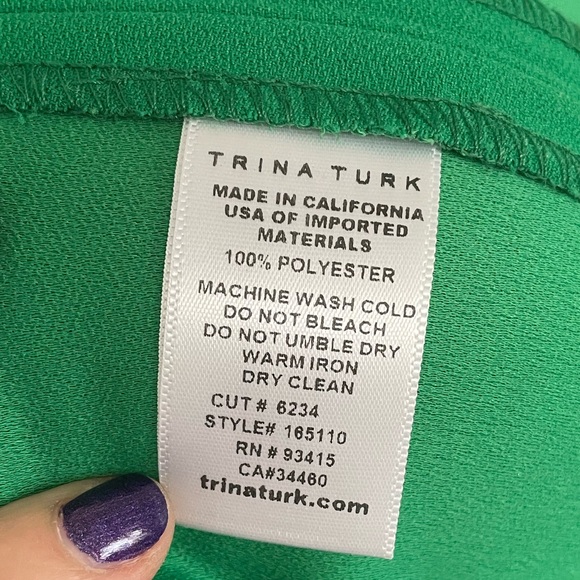 TRINA TURK
MADE IN CALIFORNIA
USA OF IMPORTED
MATERIALS
100% POLYESTER
MACHINE WASH COLD
DO NOT BLEACH
DO NOT UMBLE DRY
WARM IRON
DRY CLEAN
CUT # 6234
STYLE# 165110
RN # 93415
CA#34460
trinaturk.com